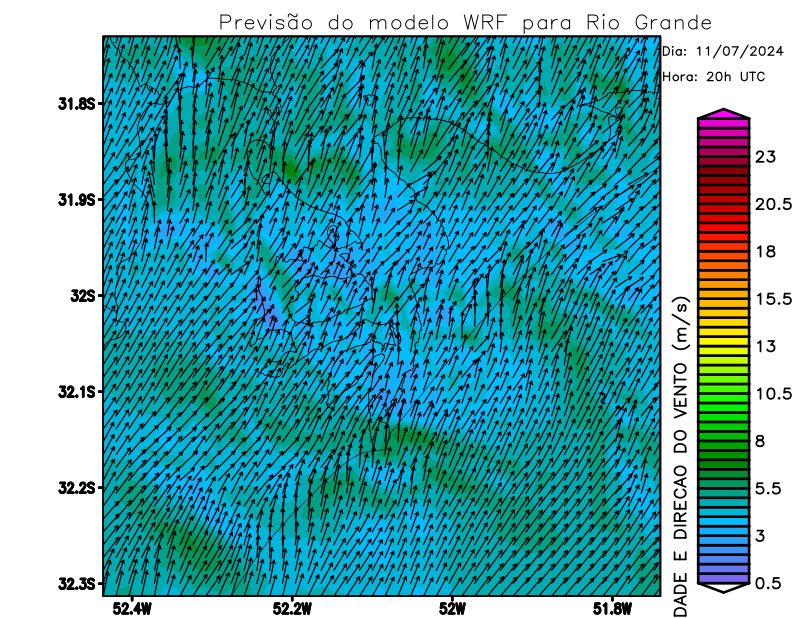 Previsão do modelo WRF para Rio Grande
Dia: 11/07/2024
Hora: 20h UTC
31.8S
31.9S
32S
32.1S
32.2S
32.3S
52.4W
52.2W
52W
51.8W
23
20.5
18
15.5
13
10.5
8
5.5
3
0.5
DADE E DIRECAO DO VENTO (m/s)